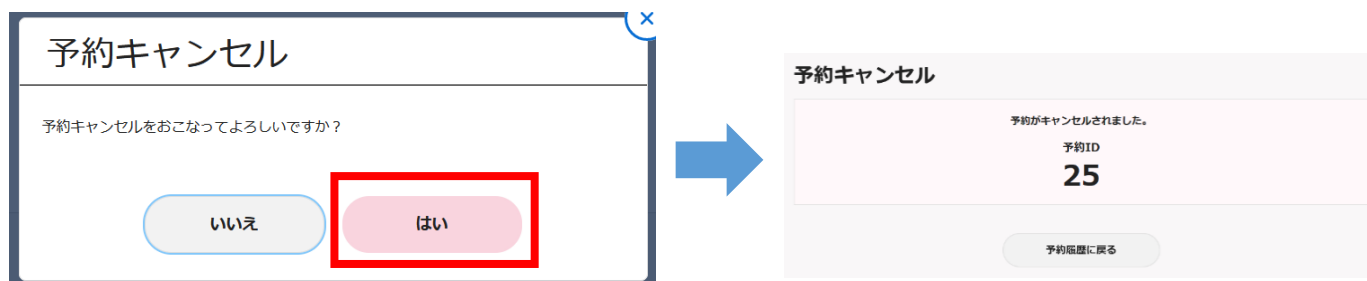 予約キャンセル
予約キャンセルをおこなってよろしいですか？
いいえ
はい
予約キャンセル
予約がキャンセルされました。
予約ID
25
予約履歴に戻る